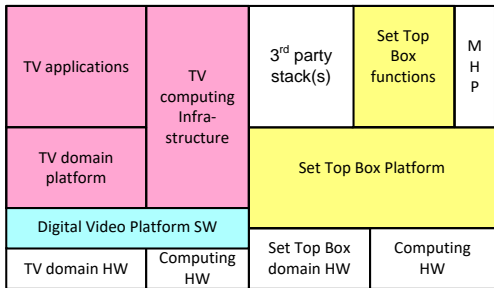 TV applications
TV
computing
Infra-
structure
3rd party
stack(s)
Set Top
Box
functions
M
H
P
TV domain
platform
Set Top Box Platform
Digital Video Platform SW
TV domain HW
Computing
HW
Set Top Box
domain HW
Computing
HW